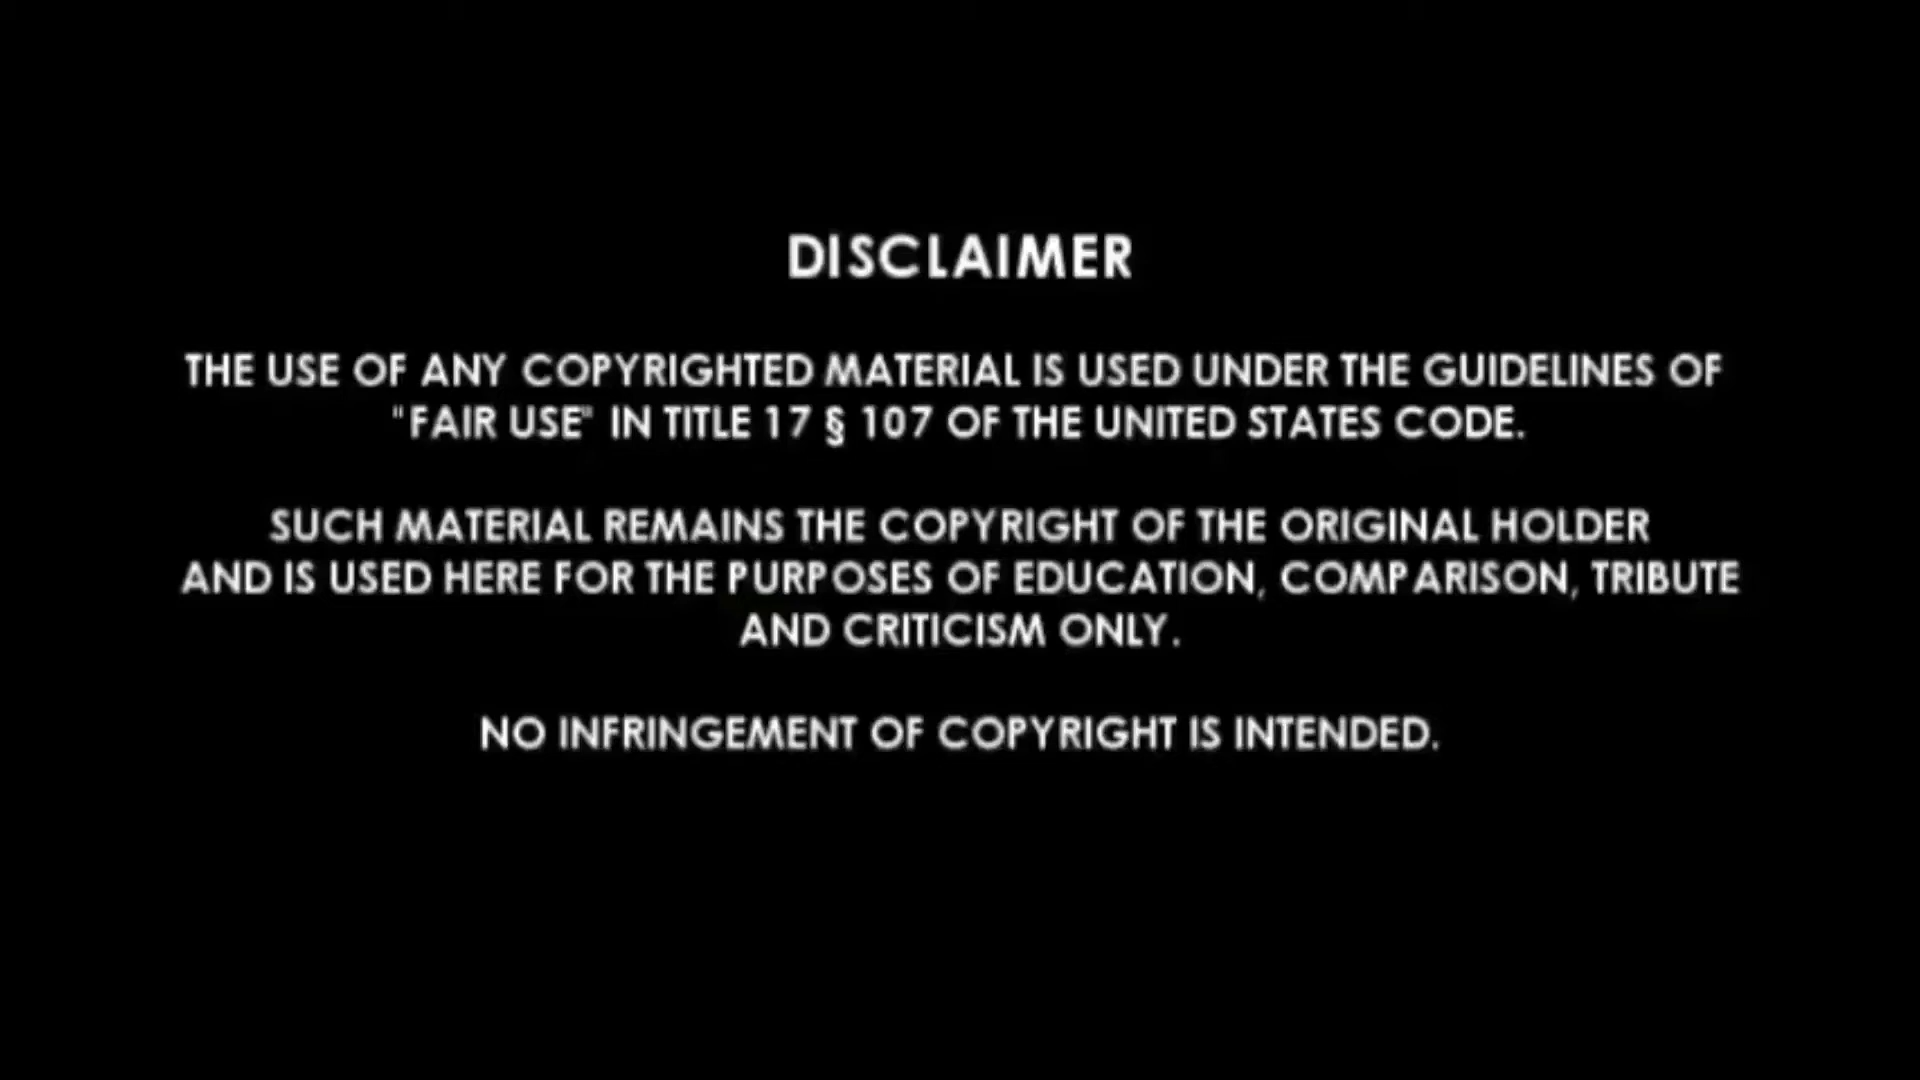 DISCLAIMER
THE USE OF ANY COPYRIGHTED MATERIAL IS USED UNDER THE GUIDELINES OF
"FAIR USE" IN TITLE 17 § 107 OF THE UNITED STATES CODE.
SUCH MATERIAL REMAINS THE COPYRIGHT OF THE ORIGINAL HOLDER
AND IS USED HERE FOR THE PURPOSES OF EDUCATION, COMPARISON, TRIBUTE
AND CRITICISM ONLY.
NO INFRINGEMENT OF COPYRIGHT IS INTENDED.